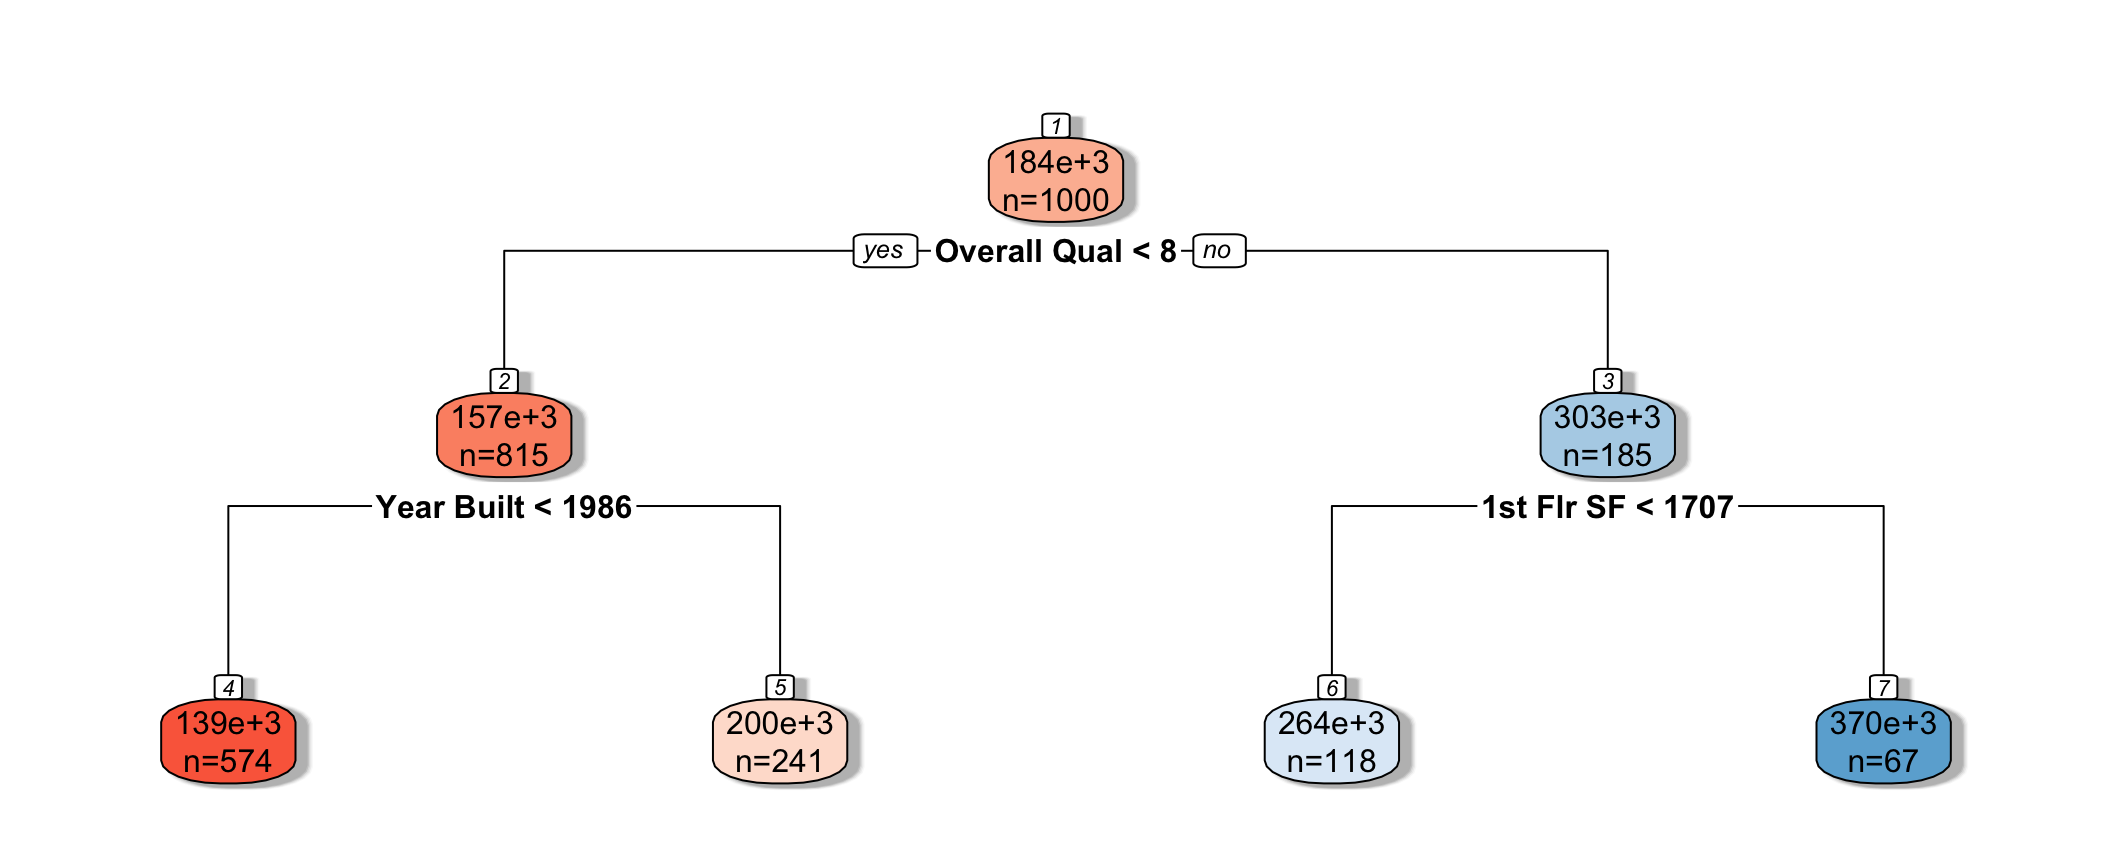 1
184e+3
n=1000
yes Overall Qual < 8 no
2
157e+3
n=815
3
303e+3
n=185
Year Built < 1986
1st Flr SF < 1707
4
139e+3
n=574
5
200e+3
n=241
6
264e+3
n=118
7
370e+3
n=67